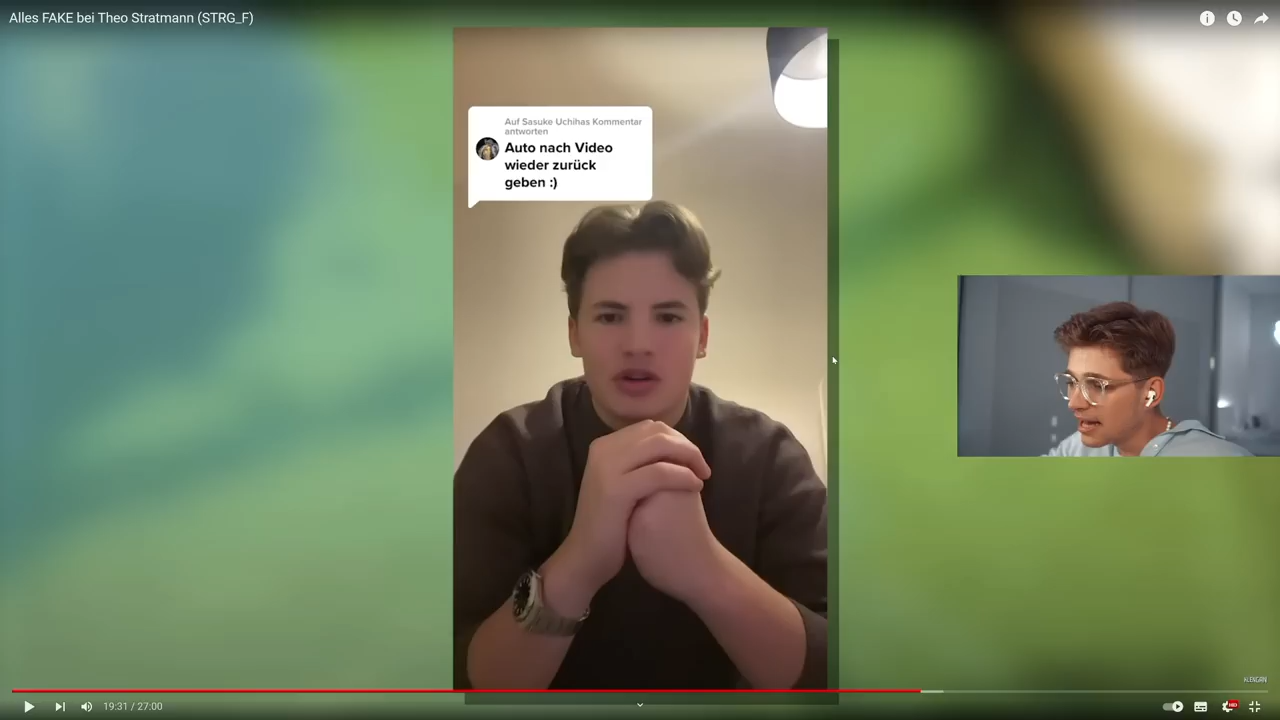 Alles FAKE bei Theo Stratmann (STRG_F)
Auf Sasuke Uchihas Kommentar
antworten
Auto nach Video
wieder zurück
geben :)
19:31 / 27:00
HD